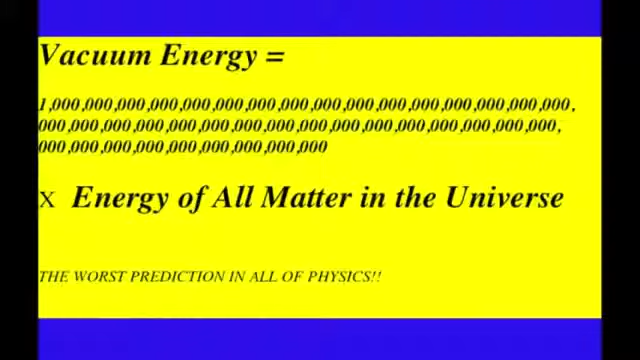 Vacuum Energy =
1,000,000,000,000,000,000,000,000,000,000,000,000,000,000,000,000,000,
000,000,000,000,000,000,000,000,000,000,000,000,000,000,000,000,
000,000,000,000,000,000,000,000,000
X Energy of All Matter in the Universe
THE WORST PREDICTION IN ALL OF PHYSICS!!